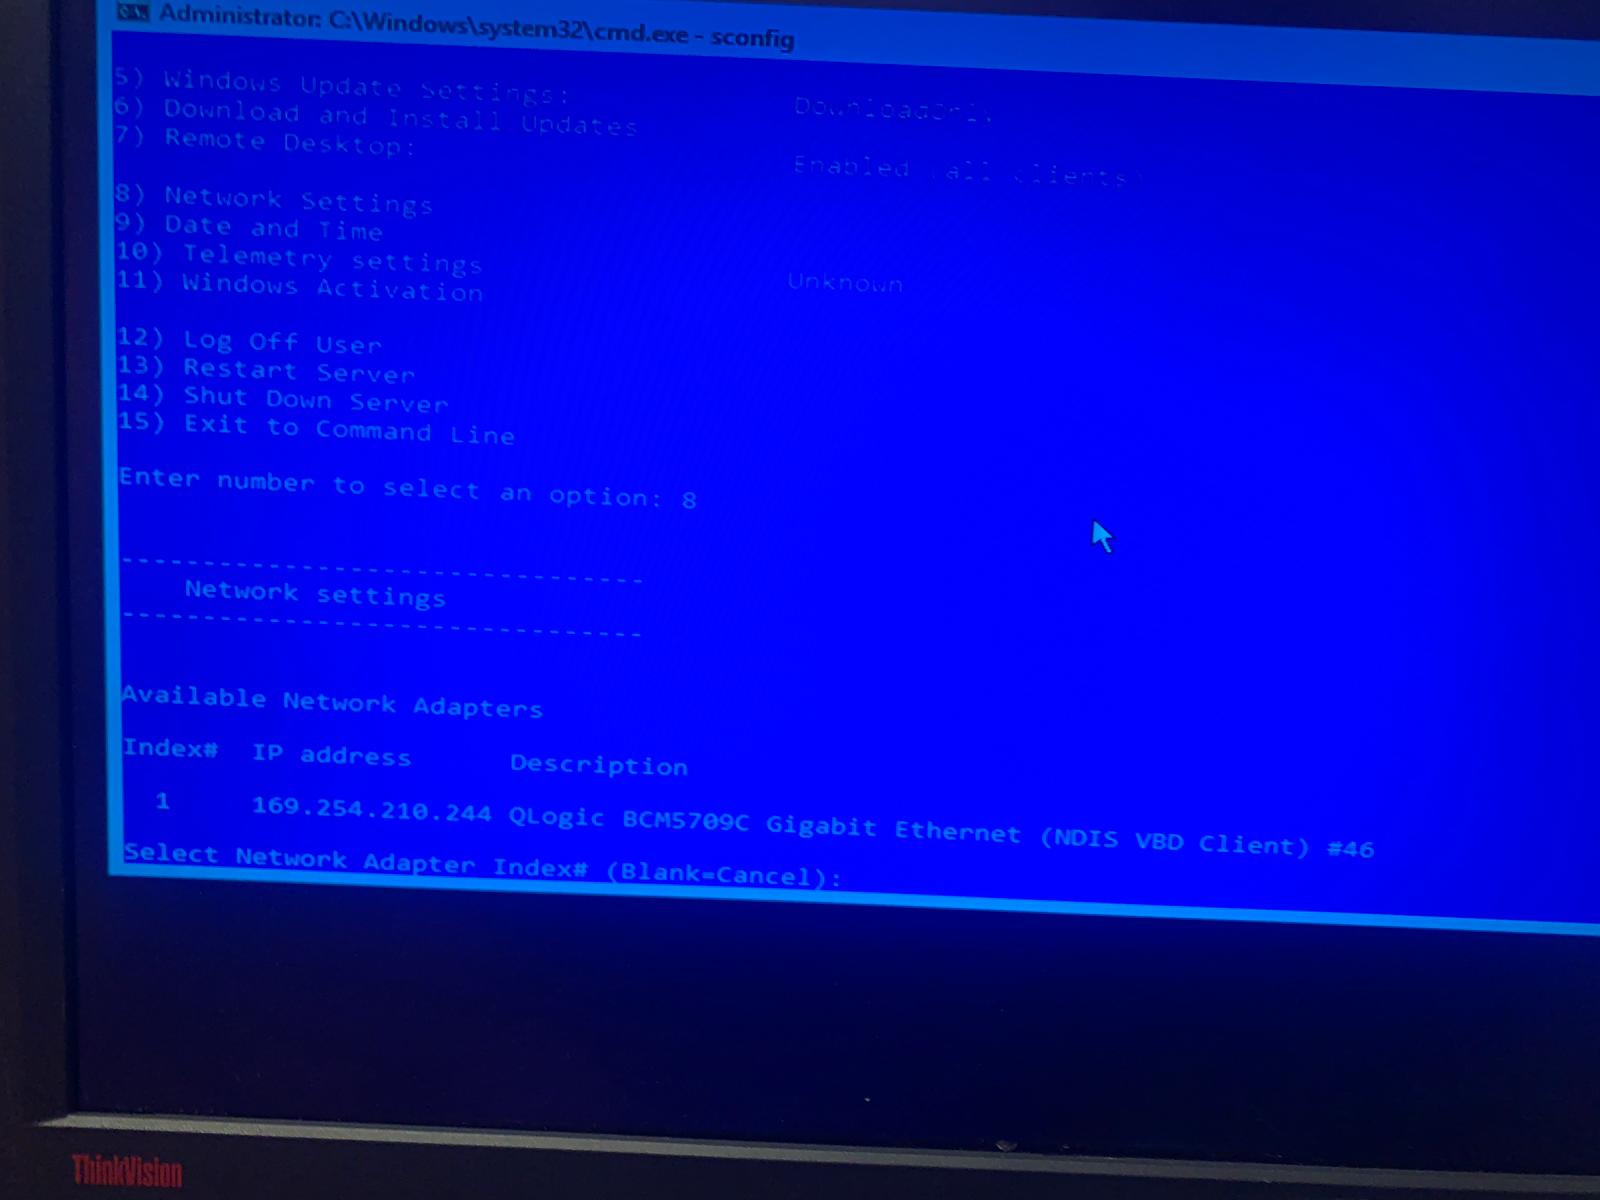 Administrator: C:\Windows\system32\cmd.exe - sconfig
5) Windows Update Settings: DownloadOnly
6) Download and Install Updates
7) Remote Desktop: Enabled (all clients)
8) Network Settings
9) Date and Time
10) Telemetry settings Unknown
11) Windows Activation
12) Log Off User
13) Restart Server
14) Shut Down Server
15) Exit to Command Line
Enter number to select an option: 8
--------------------------------
Network settings
--------------------------------
Available Network Adapters
Index# IP address Description
1 169.254.210.244 QLogic BCM5709C Gigabit Ethernet (NDIS VBD Client) #46
Select Network Adapter Index# (Blank=Cancel):
ThinkVision